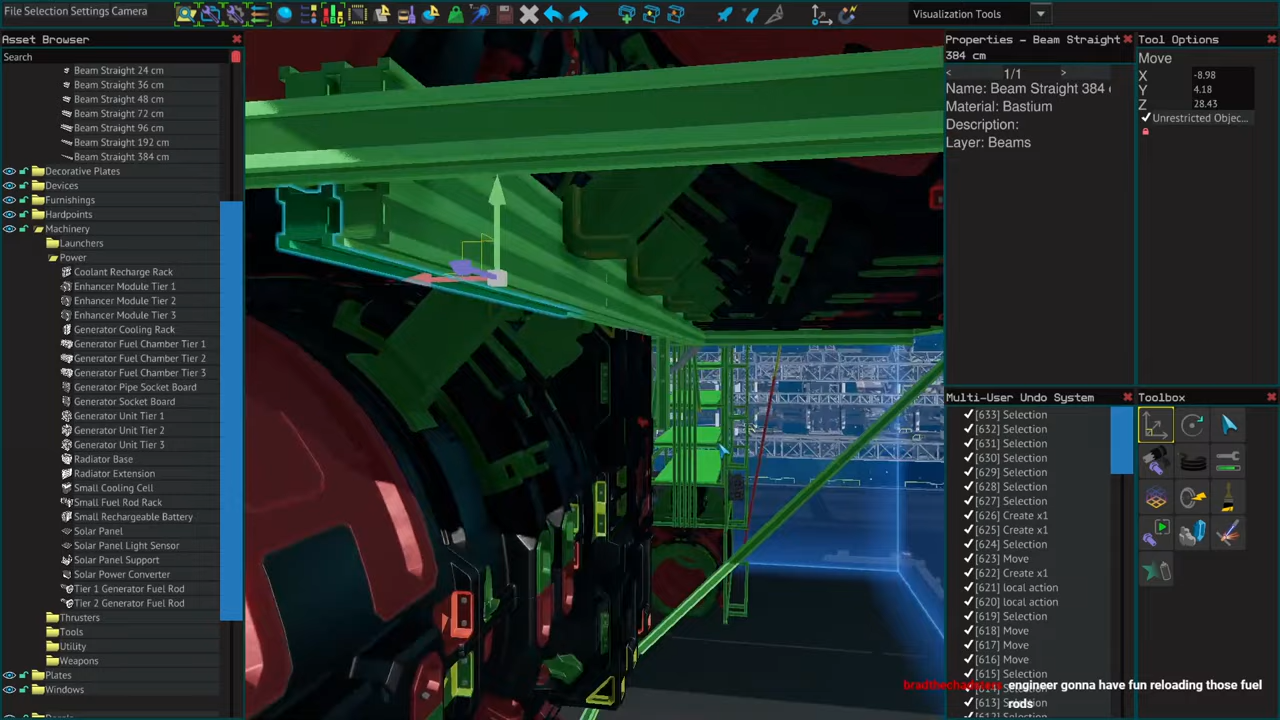 File Selection Settings Camera
Visualization Tools
Asset Browser
Search
Beam Straight 24 cm
Beam Straight 36 cm
Beam Straight 48 cm
Beam Straight 72 cm
Beam Straight 96 cm
Beam Straight 192 cm
Beam Straight 384 cm
Decorative Plates
Devices
Furnishings
Hardpoints
Machinery
Launchers
Power
Coolant Recharge Rack
Enhancer Module Tier 1
Enhancer Module Tier 2
Enhancer Module Tier 3
Generator Cooling Rack
Generator Fuel Chamber Tier 1
Generator Fuel Chamber Tier 2
Generator Fuel Chamber Tier 3
Generator Pipe Socket Board
Generator Socket Board
Generator Unit Tier 1
Generator Unit Tier 2
Generator Unit Tier 3
Radiator Base
Radiator Extension
Small Cooling Cell
Small Fuel Rod Rack
Small Rechargeable Battery
Solar Panel
Solar Panel Light Sensor
Solar Panel Support
Solar Power Converter
Tier 1 Generator Fuel Rod
Tier 2 Generator Fuel Rod
Thrusters
Tools
Utility
Weapons
Plates
Windows
Properties - Beam Straight
384 cm
< 1/1 >
Name: Beam Straight 384
Material: Bastium
Description:
Layer: Beams
Tool Options
Move
X -8.98
Y 4.18
Z 28.43
Unrestricted Objec...
Multi-User Undo System
[633] Selection
[632] Selection
[631] Selection
[630] Selection
[629] Selection
[628] Selection
[627] Selection
[626] Create x1
[625] Create x1
[624] Selection
[623] Move
[622] Create x1
[621] local action
[620] local action
[619] Selection
[618] Move
[617] Move
[616] Move
[615] Selection
[613] Selection
Toolbox
engineer gonna have fun reloading those fuel
rods